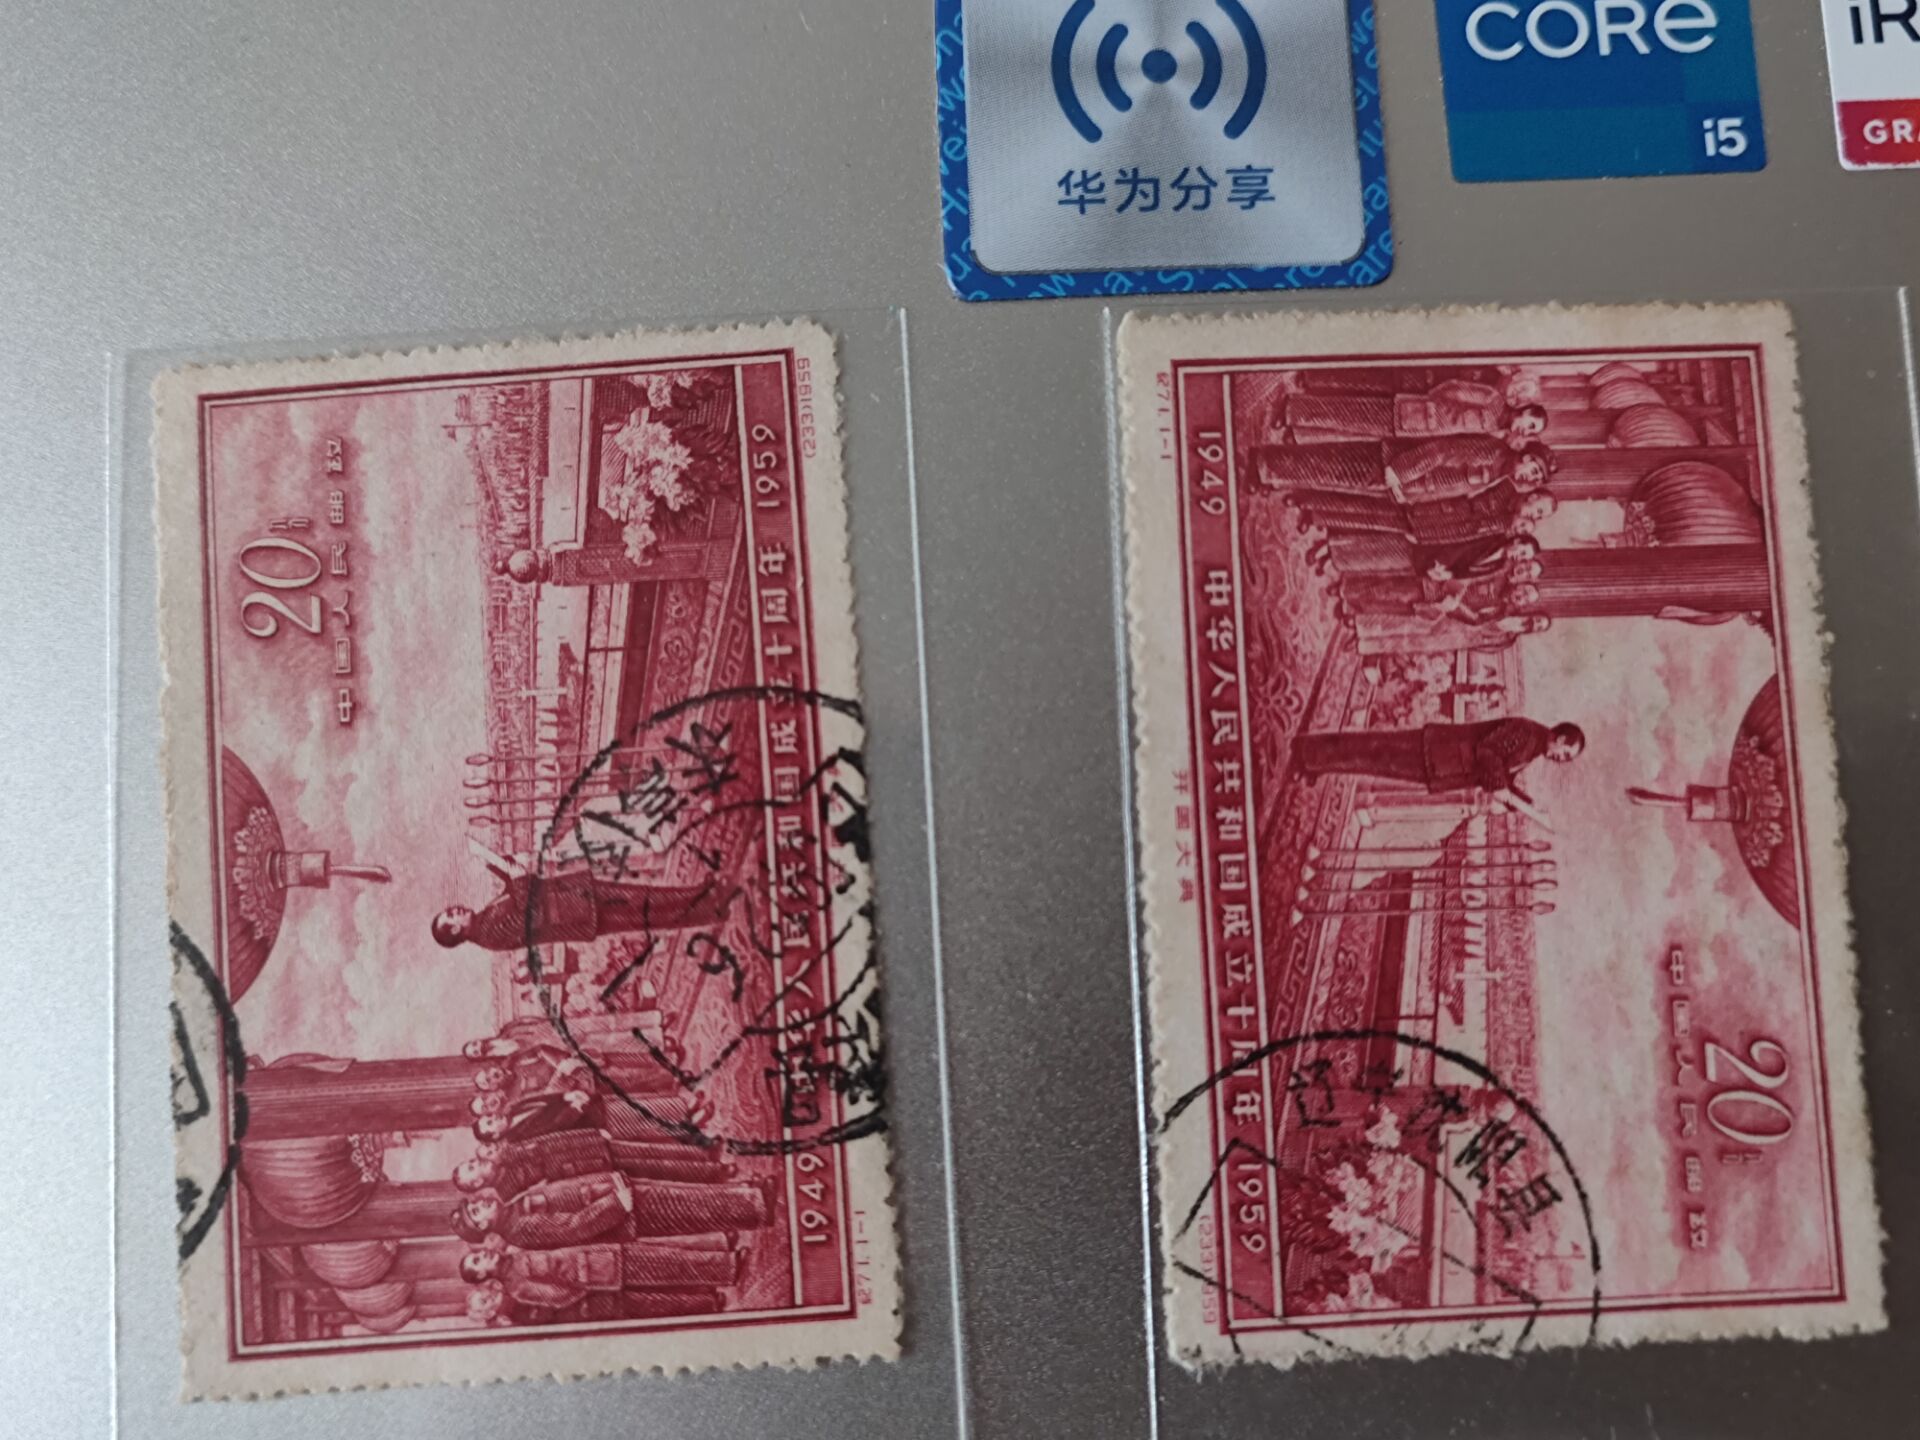 华为分享
CORe
i5
iR
GRA
20分
中国人民邮政
1949 中华人民共和国成立十周年 1959
纪71.1-1
(233)1959
20分
中国人民邮政
1949 中华人民共和国成立十周年 1959
纪71.1-1
开国大典
(233)1959